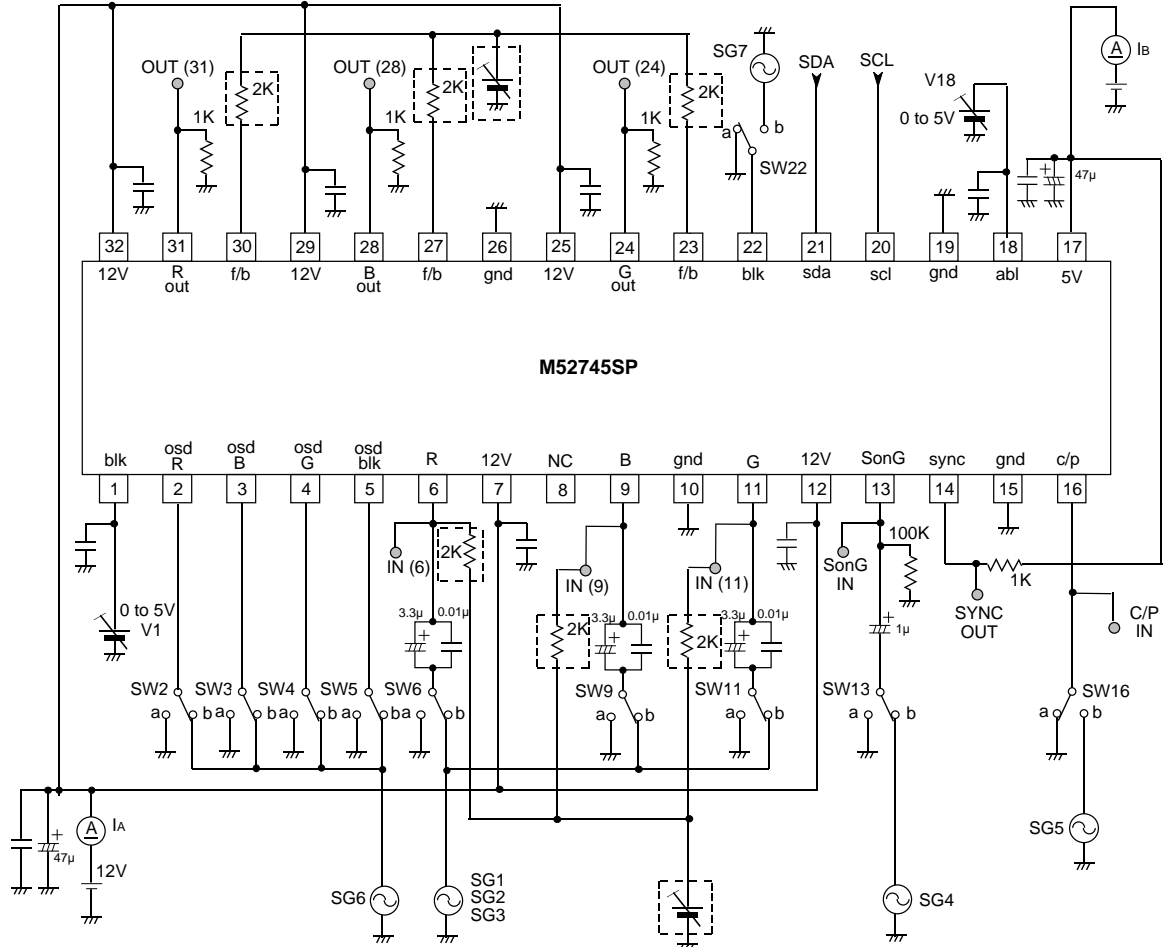 IB
A
SG7
SDA
SCL
V18
0 to 5V
OUT (31)
OUT (28)
OUT (24)
2K
2K
2K
1K
1K
1K
a
b
SW22
+
47μ
32
31
30
29
28
27
26
25
24
23
22
21
20
19
18
17
12V
R
out
f/b
12V
B
out
f/b
gnd
12V
G
out
f/b
blk
sda
scl
gnd
abl
5V
M52745SP
blk
osd
R
osd
B
osd
G
osd
blk
R
12V
NC
B
gnd
G
12V
SonG
sync
gnd
c/p
1
2
3
4
5
6
7
8
9
10
11
12
13
14
15
16
0 to 5V
V1
IN (6)
2K
IN (9)
2K
IN (11)
2K
SonG
IN
100K
1K
SYNC
OUT
C/P
IN
3.3μ
0.01μ
+
3.3μ
0.01μ
+
3.3μ
0.01μ
+
+
1μ
SW2
SW3
SW4
SW5
SW6
SW9
SW11
SW13
SW16
a
b
a
b
a
b
a
b
a
b
a
b
a
b
a
b
a
b
+
47μ
A
IA
12V
SG6
SG1
SG2
SG3
SG4
SG5